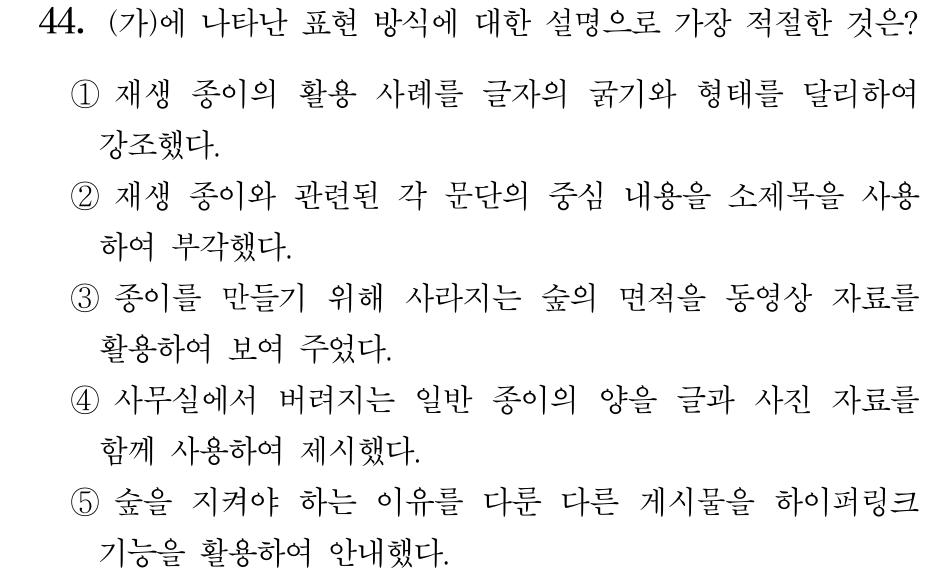 44. (가)에 나타난 표현 방식에 대한 설명으로 가장 적절한 것은?
① 재생 종이의 활용 사례를 글자의 굵기와 형태를 달리하여
강조했다.
② 재생 종이와 관련된 각 문단의 중심 내용을 소제목을 사용
하여 부각했다.
③ 종이를 만들기 위해 사라지는 숲의 면적을 동영상 자료를
활용하여 보여 주었다.
④ 사무실에서 버려지는 일반 종이의 양을 글과 사진 자료를
함께 사용하여 제시했다.
⑤ 숲을 지켜야 하는 이유를 다룬 다른 게시물을 하이퍼링크
기능을 활용하여 안내했다.